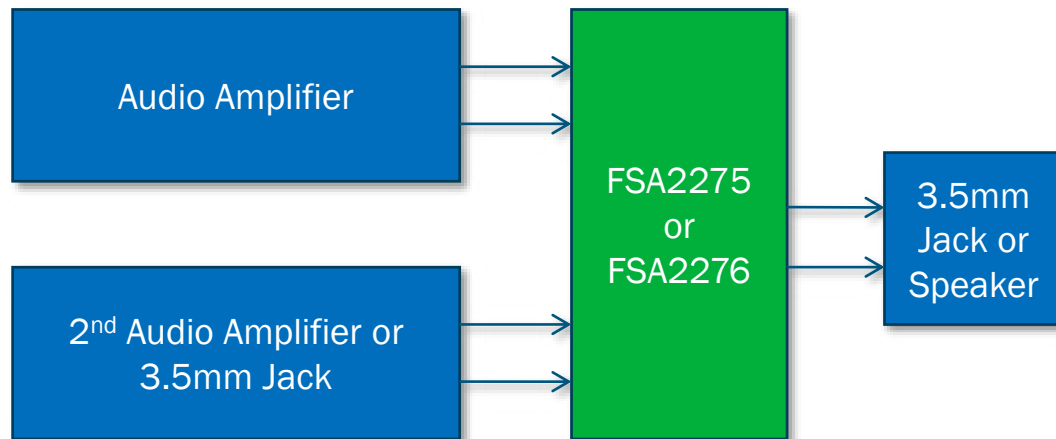 Audio Amplifier
2nd Audio Amplifier or
3.5mm Jack
FSA2275
or
FSA2276
3.5mm
Jack or
Speaker